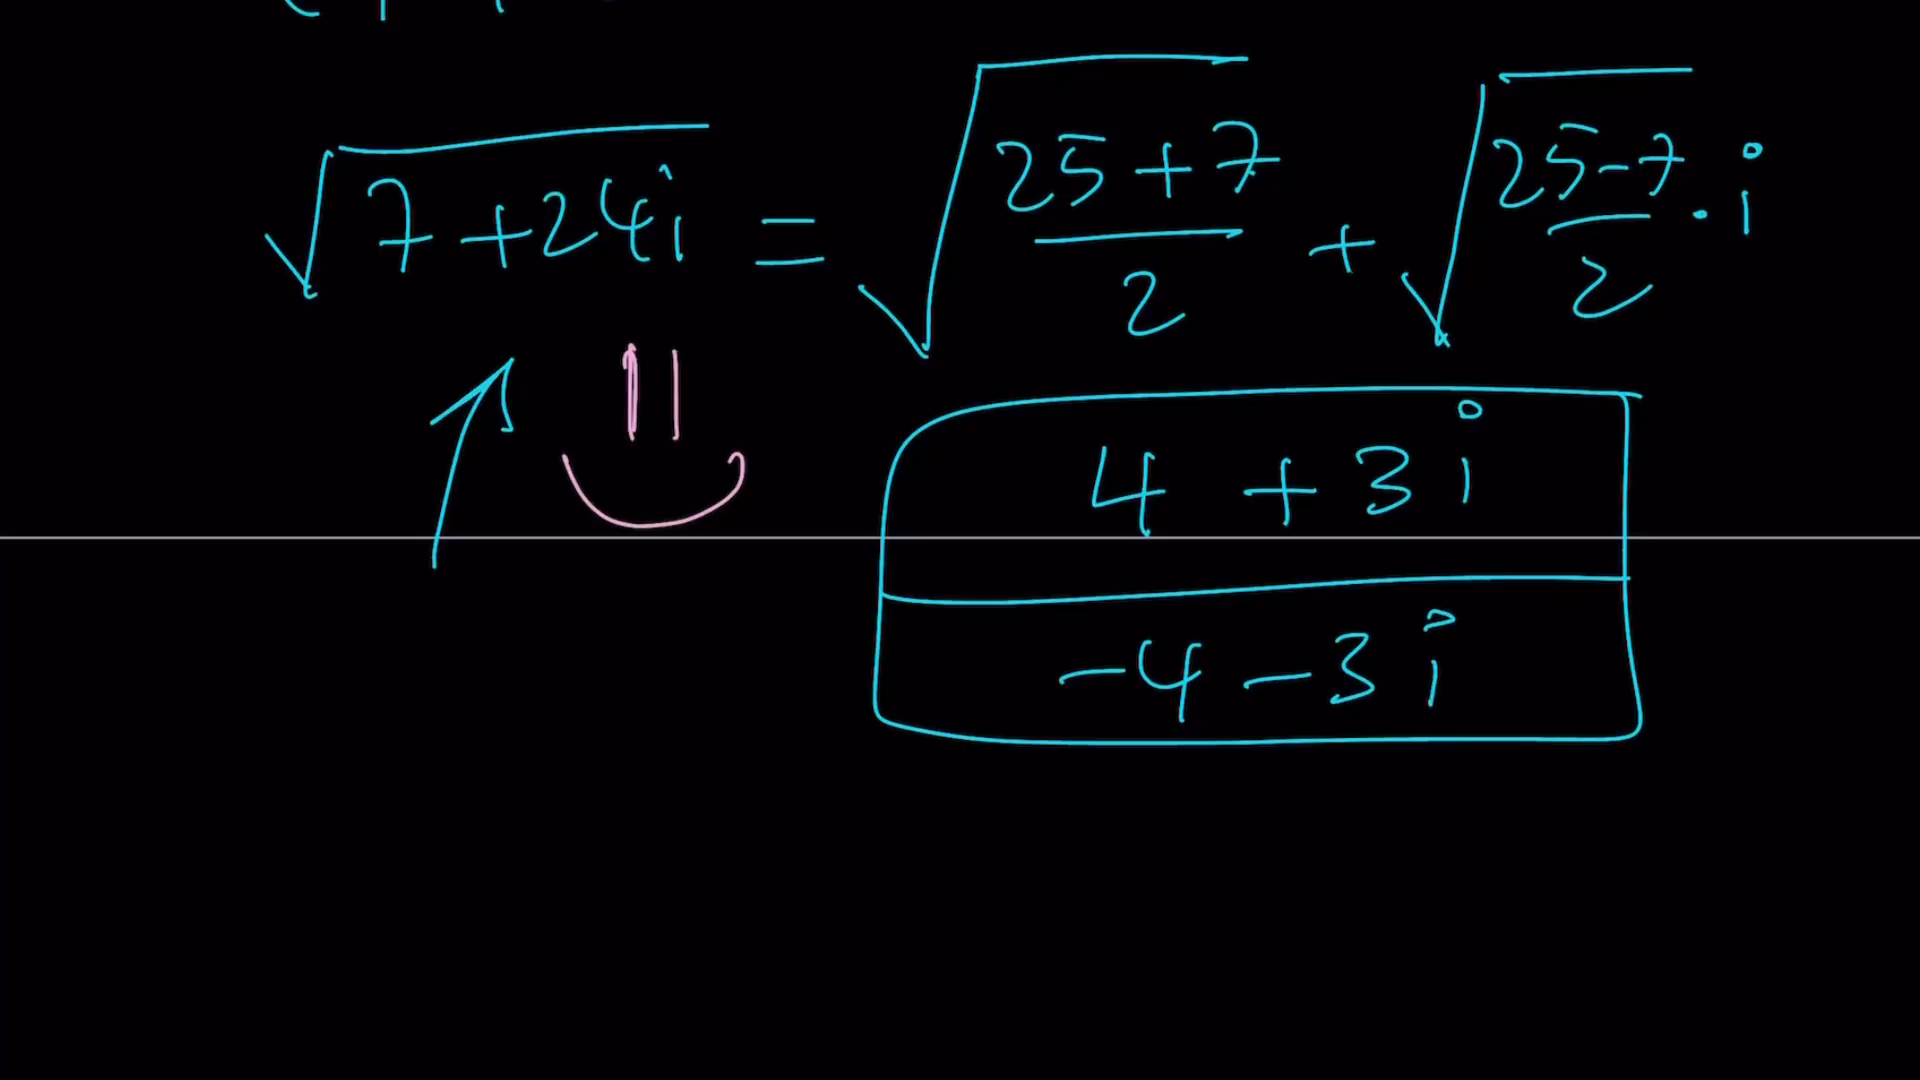 √(7+24i) = √((25+7)/2) + √((25-7)/2) · i
4 + 3i
-4 - 3i